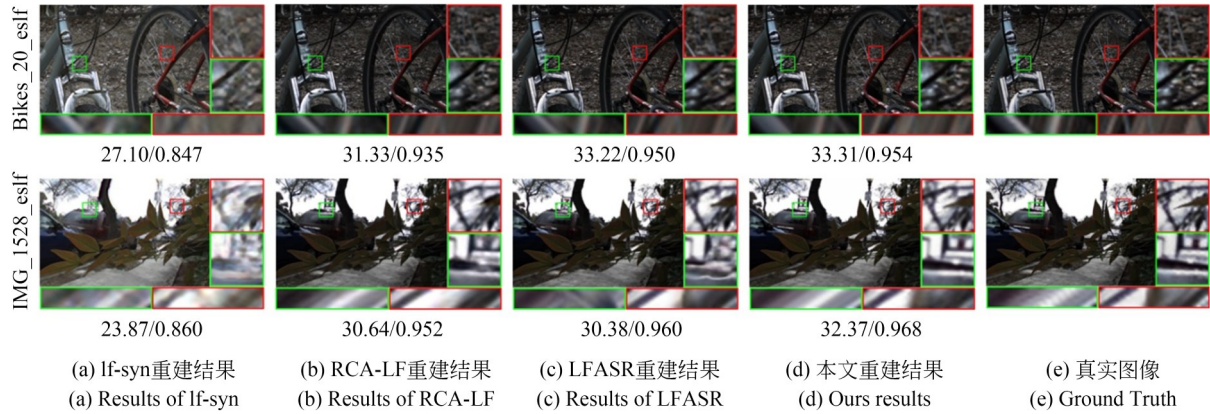 Bikes_20_eslf
27.10/0.847 31.33/0.935 33.22/0.950 33.31/0.954
IMG_1528_eslf
23.87/0.860 30.64/0.952 30.38/0.960 32.37/0.968
(a) lf-syn重建结果 (b) RCA-LF重建结果 (c) LFASR重建结果 (d) 本文重建结果 (e) 真实图像
(a) Results of lf-syn (b) Results of RCA-LF (c) Results of LFASR (d) Ours results (e) Ground Truth